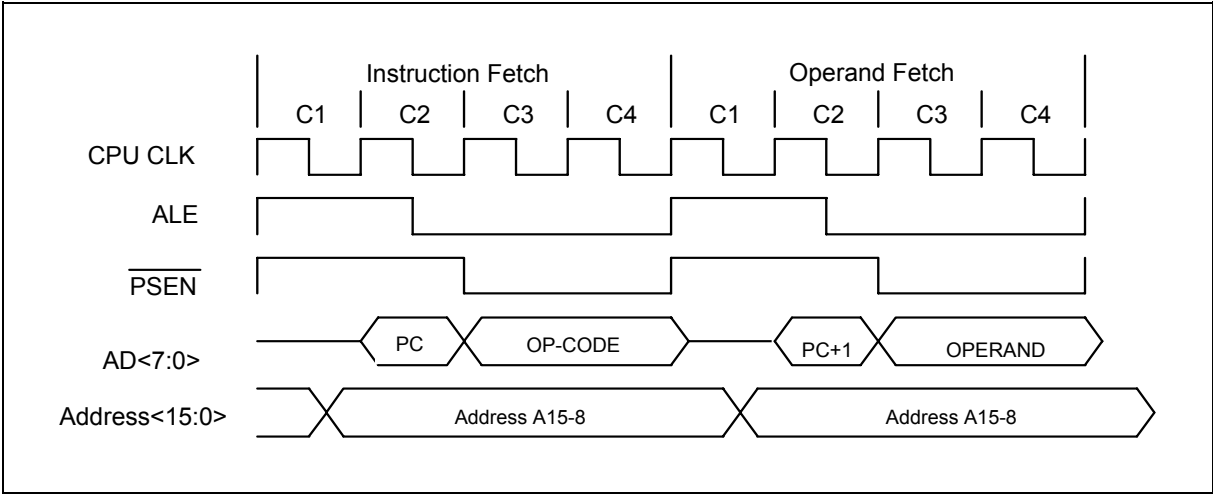 Instruction Fetch Operand Fetch
C1 C2 C3 C4 C1 C2 C3 C4
CPU CLK
ALE
PSEN
AD<7:0> PC OP-CODE PC+1 OPERAND
Address<15:0> Address A15-8 Address A15-8